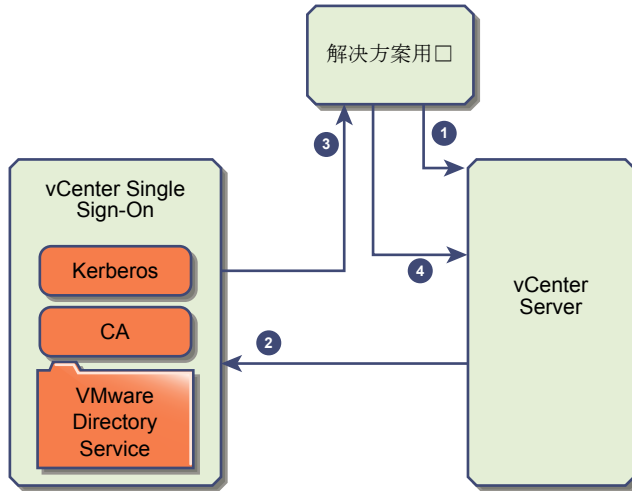 解决方案用□
1
3
vCenter Single
Sign-On
Kerberos
4
vCenter
Server
CA
2
VMware
Directory
Service